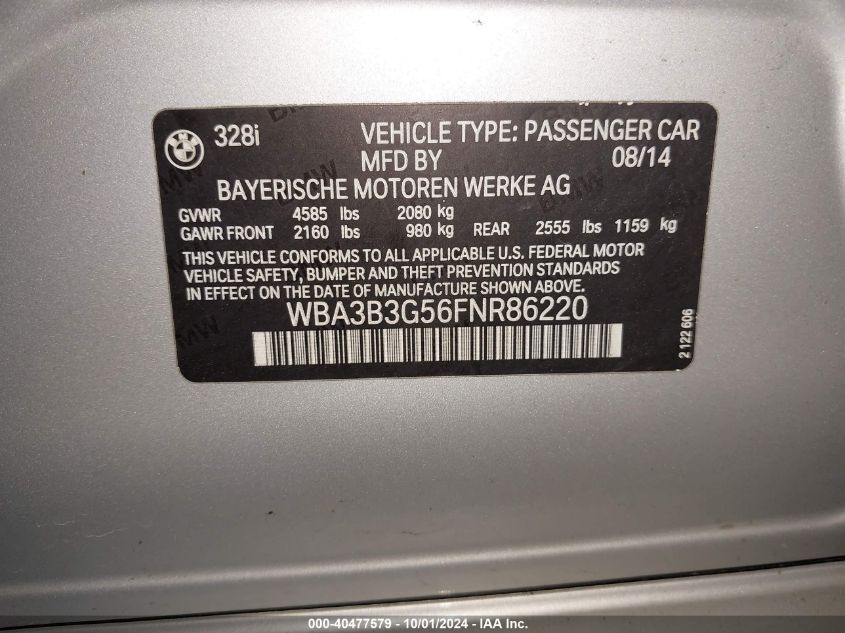 328i VEHICLE TYPE: PASSENGER CAR
MFD BY 08/14
BAYERISCHE MOTOREN WERKE AG
GVWR 4585 lbs 2080 kg
GAWR FRONT 2160 lbs 980 kg REAR 2555 lbs 1159 kg
THIS VEHICLE CONFORMS TO ALL APPLICABLE U.S. FEDERAL MOTOR
VEHICLE SAFETY, BUMPER AND THEFT PREVENTION STANDARDS
IN EFFECT ON THE DATE OF MANUFACTURE SHOWN ABOVE.
WBA3B3G56FNR86220
2 122 606
000-40477579 - 10/01/2024 - IAA Inc.